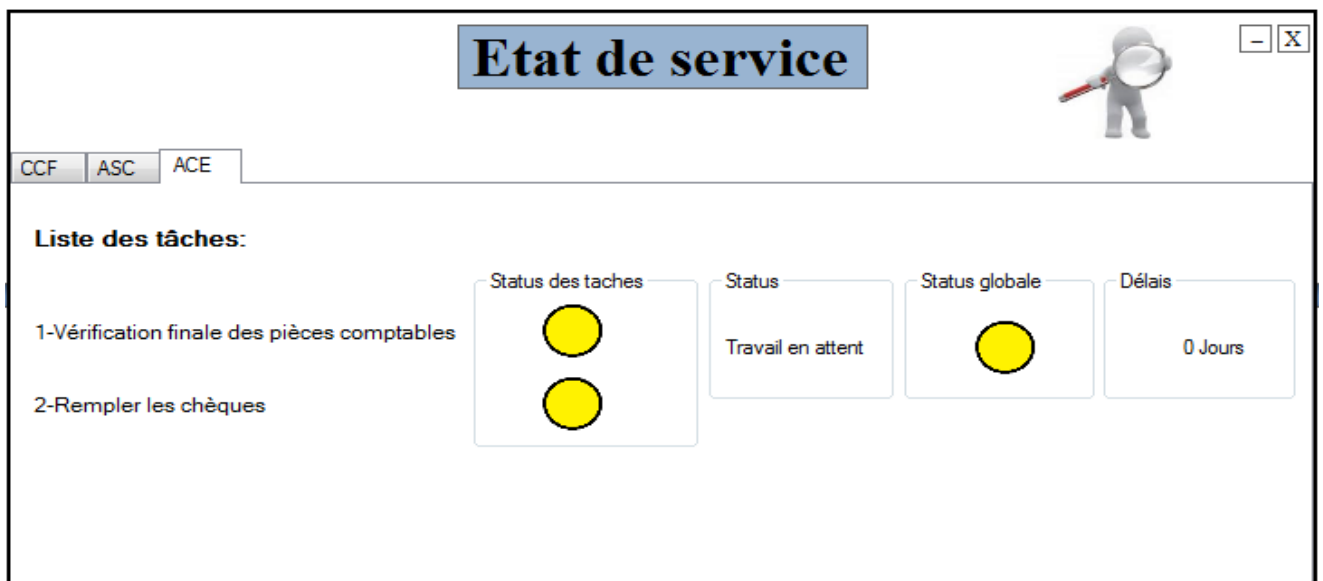 Etat de service
– X
CCF ASC ACE
Liste des tâches:
Status des taches Status Status globale Délais
1-Vérification finale des pièces comptables
Travail en attent 0 Jours
2-Rempler les chèques